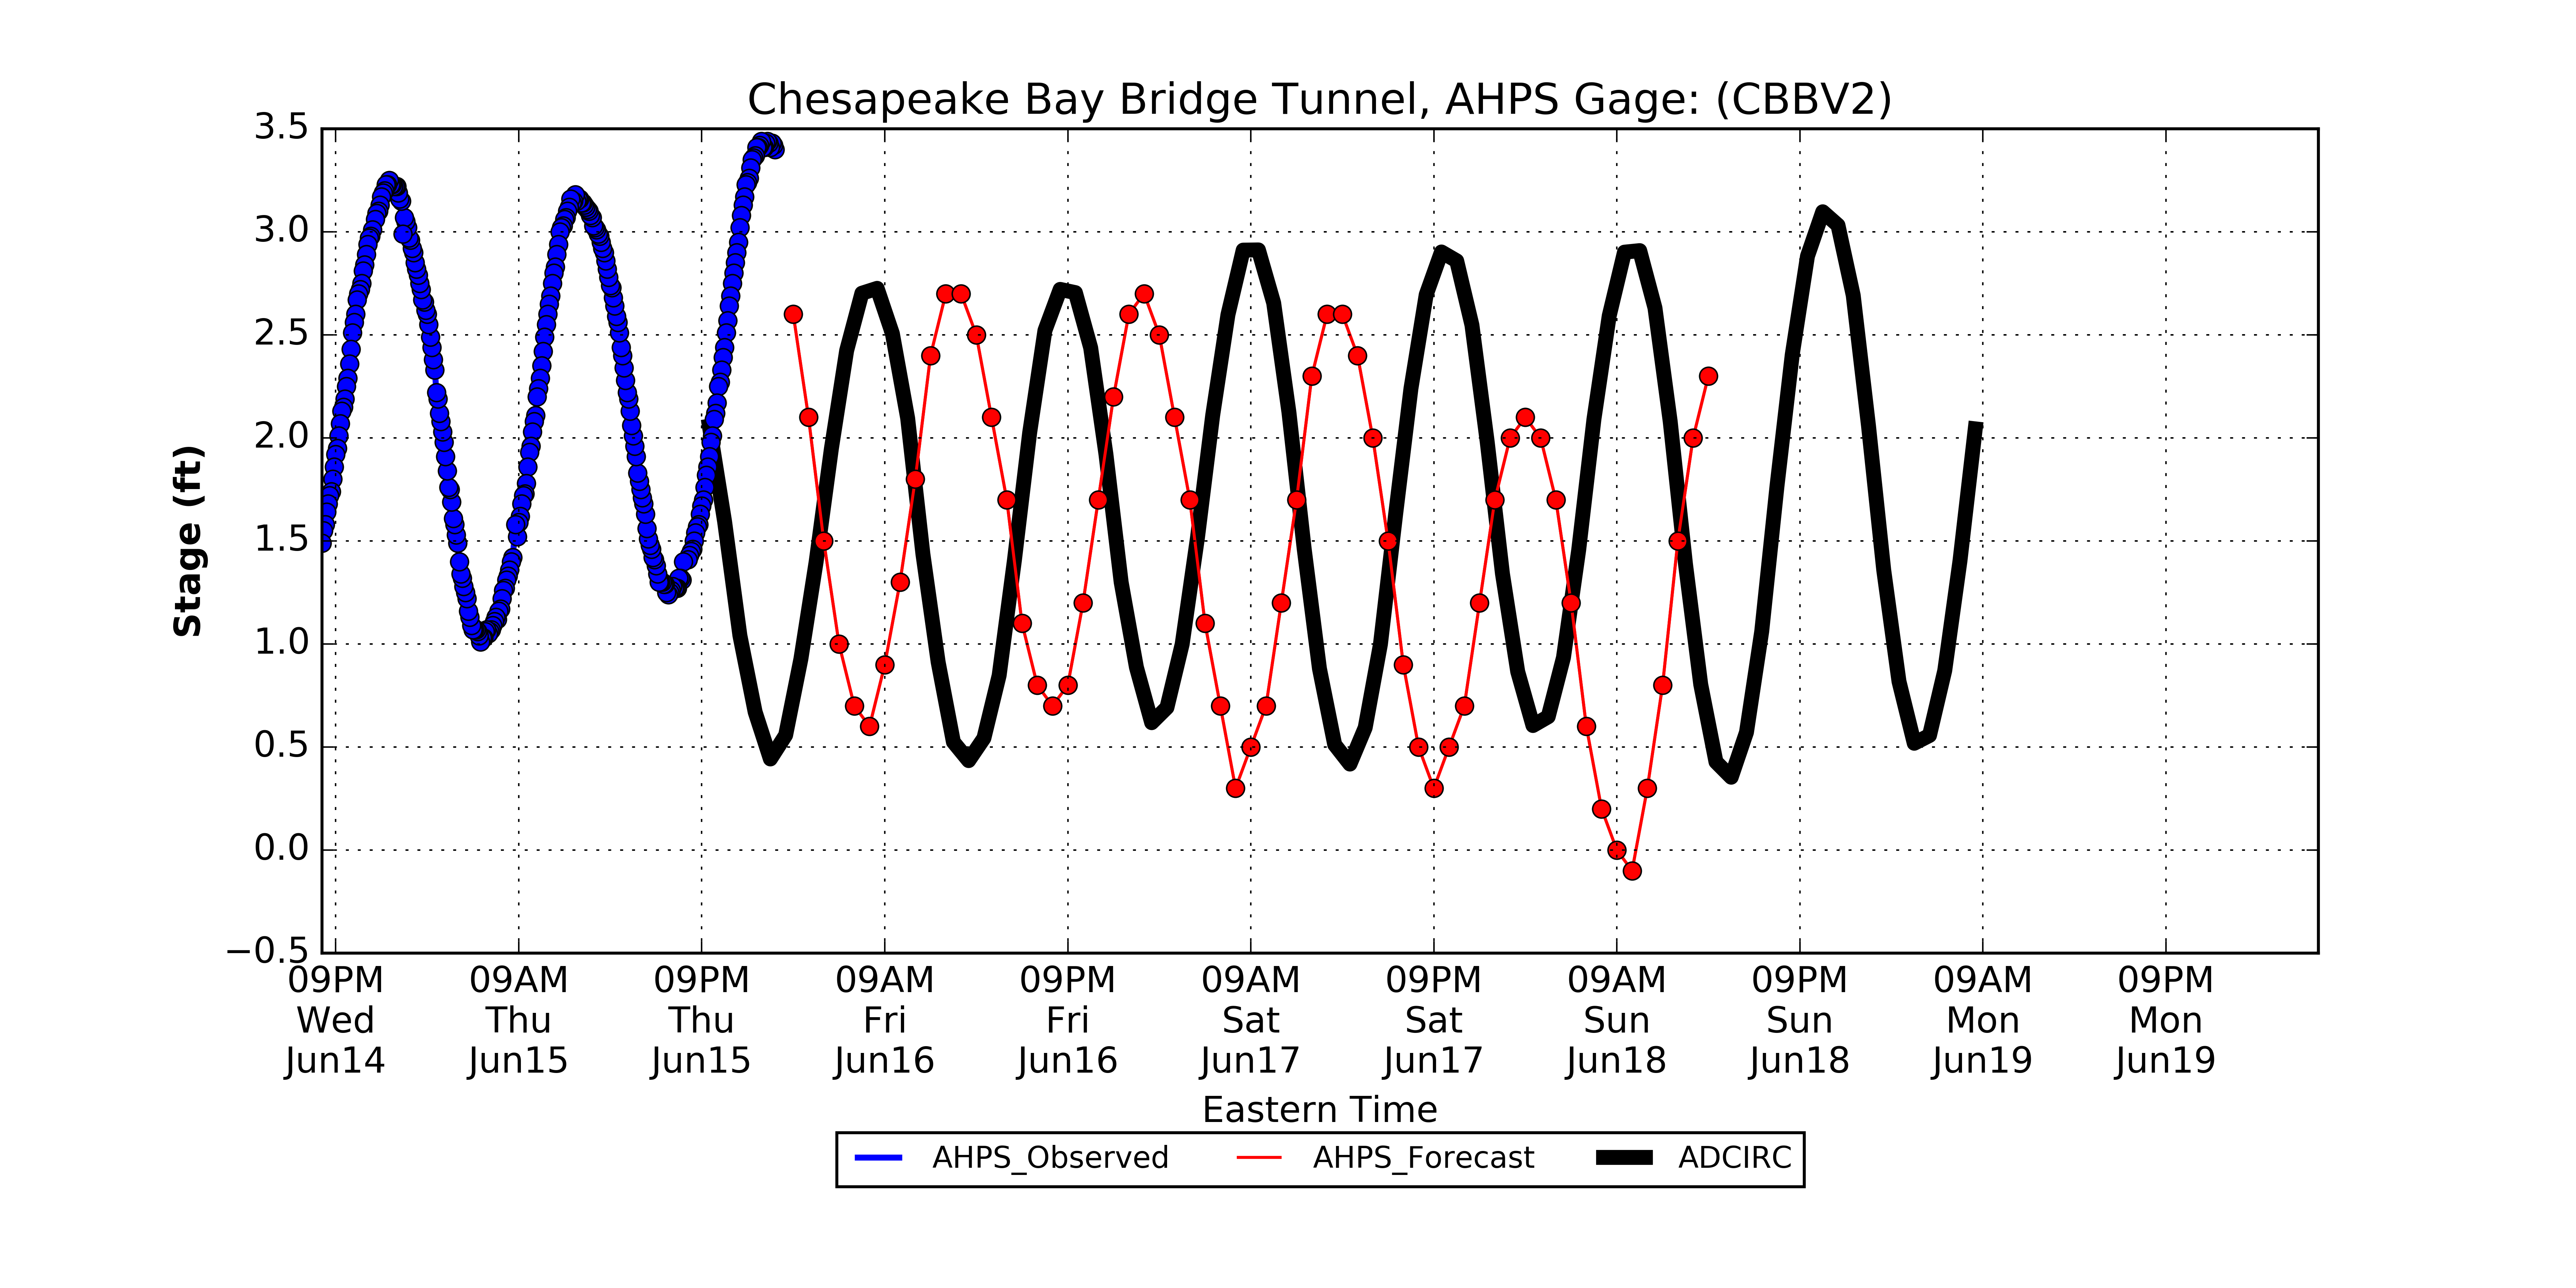 Chesapeake Bay Bridge Tunnel, AHPS Gage: (CBBV2)
Stage (ft)
3.5
3.0
2.5
2.0
1.5
1.0
0.5
0.0
−0.5
09PM 09AM 09PM 09AM 09PM 09AM 09PM 09AM 09PM 09AM 09PM
Wed Thu Thu Fri Fri Sat Sat Sun Sun Mon Mon
Jun14 Jun15 Jun15 Jun16 Jun16 Jun17 Jun17 Jun18 Jun18 Jun19 Jun19
Eastern Time
AHPS_Observed AHPS_Forecast ADCIRC